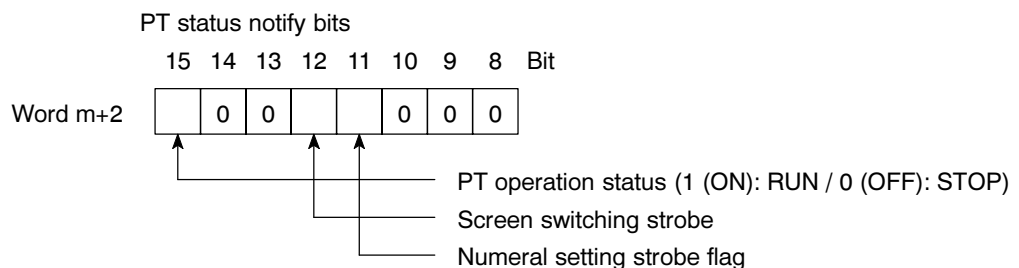 PT status notify bits
15 14 13 12 11 10 9 8 Bit
Word m+2 0 0 0 0 0
PT operation status (1 (ON): RUN / 0 (OFF): STOP)
Screen switching strobe
Numeral setting strobe flag